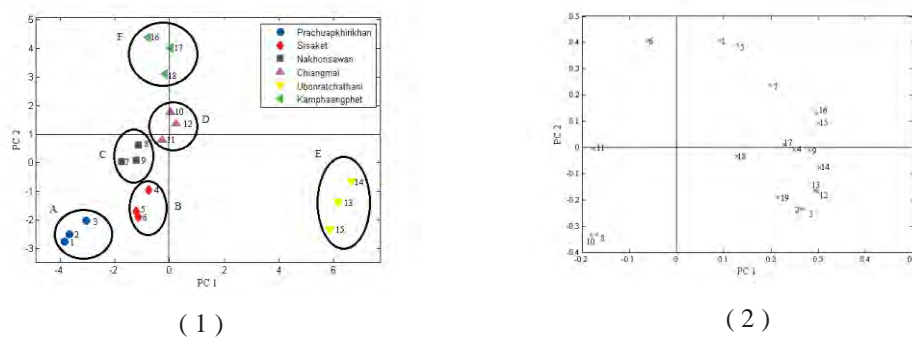 5
4
3
2
1
0
-1
-2
-3
-4 -2 0 2 4 6
PC 1
PC 2
Prachuapkhirikhan
Sisaket
Nakhonsawan
Chiangmai
Ubonratchathani
Kamphaengphet
F
16
17
18
10
12
11
D
C
8
7
9
4
5
6
B
A
3
2
1
E
14
13
15
( 1 )
0.5
0.4
0.3
0.2
0.1
0
-0.1
-0.2
-0.3
-0.2 -0.1 0 0.1 0.2 0.3 0.4
PC 1
PC 2
6
1
5
7
16
15
17
4
9
11
18
14
13
12
19
2
3
10
8
( 2 )